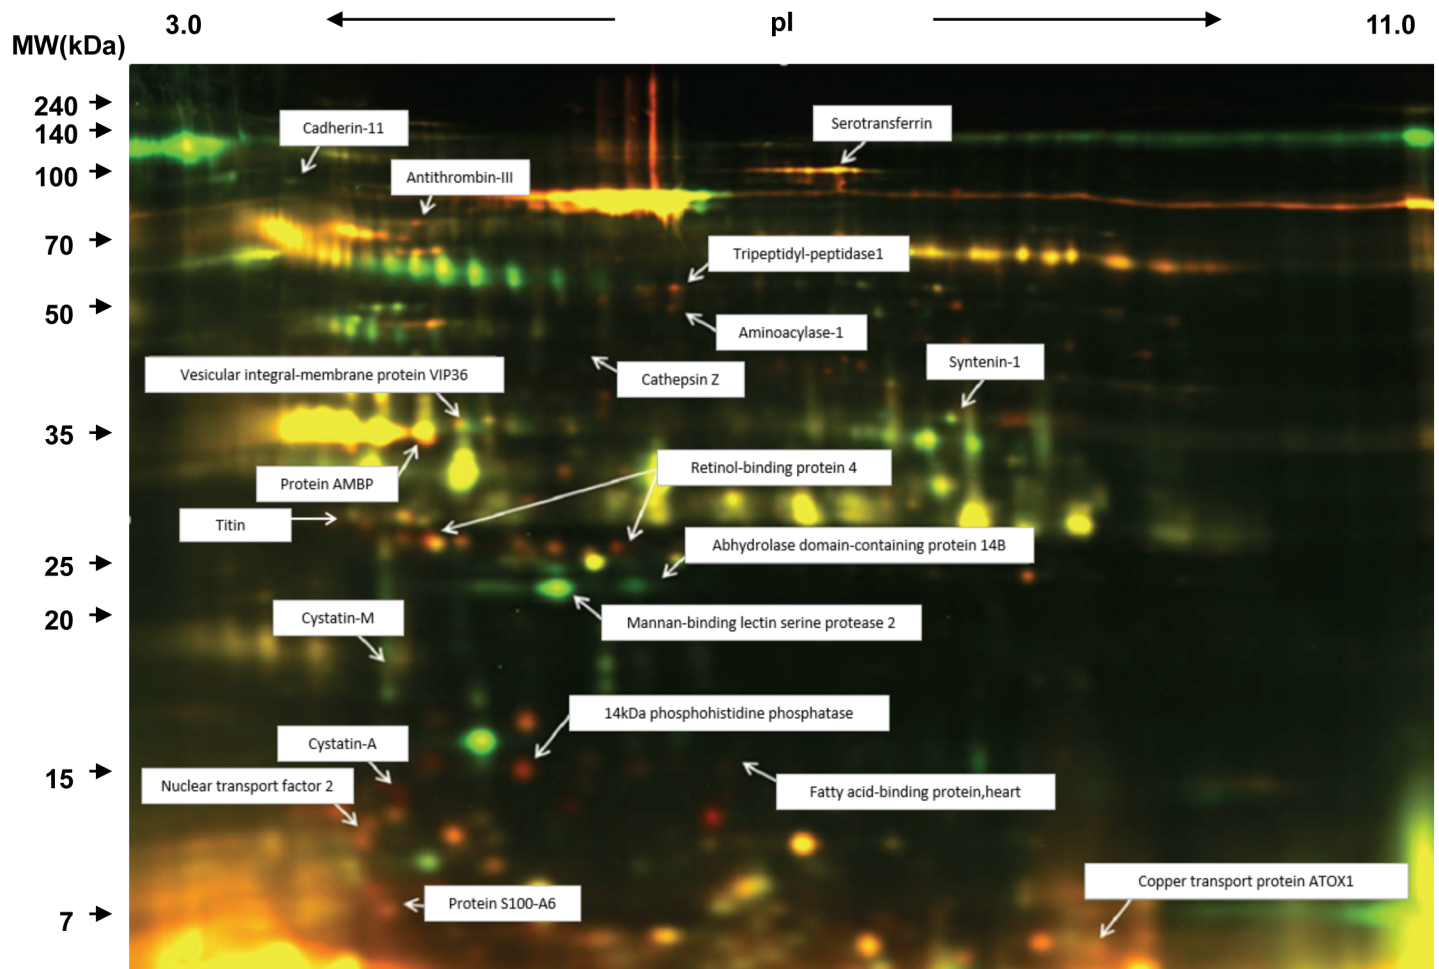 3.0
pI
11.0
MW(kDa)
240
140
100
70
50
35
25
20
15
7
Cadherin-11
Serotransferrin
Antithrombin-III
Tripeptidyl-peptidase1
Aminoacylase-1
Syntenin-1
Vesicular integral-membrane protein VIP36
Cathepsin Z
Retinol-binding protein 4
Protein AMBP
Titin
Abhydrolase domain-containing protein 14B
Cystatin-M
Mannan-binding lectin serine protease 2
14kDa phosphohistidine phosphatase
Cystatin-A
Nuclear transport factor 2
Fatty acid-binding protein,heart
Copper transport protein ATOX1
Protein S100-A6